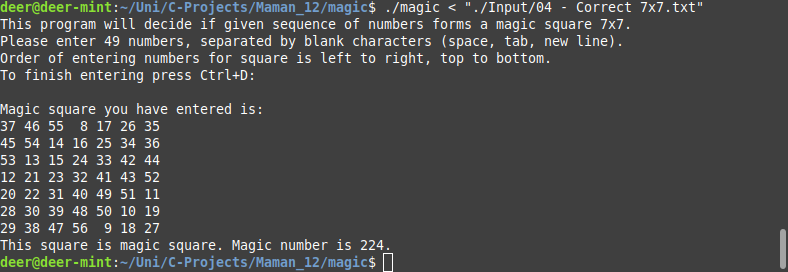 deer@deer-mint:~/Uni/C-Projects/Maman_12/magic$ ./magic < "./Input/04 - Correct 7x7.txt"
This program will decide if given sequence of numbers forms a magic square 7x7.
Please enter 49 numbers, separated by blank characters (space, tab, new line).
Order of entering numbers for square is left to right, top to bottom.
To finish entering press Ctrl+D:

Magic square you have entered is:
37 46 55  8 17 26 35
45 54 14 16 25 34 36
53 13 15 24 33 42 44
12 21 23 32 41 43 52
20 22 31 40 49 51 11
28 30 39 48 50 10 19
29 38 47 56  9 18 27
This square is magic square. Magic number is 224.
deer@deer-mint:~/Uni/C-Projects/Maman_12/magic$